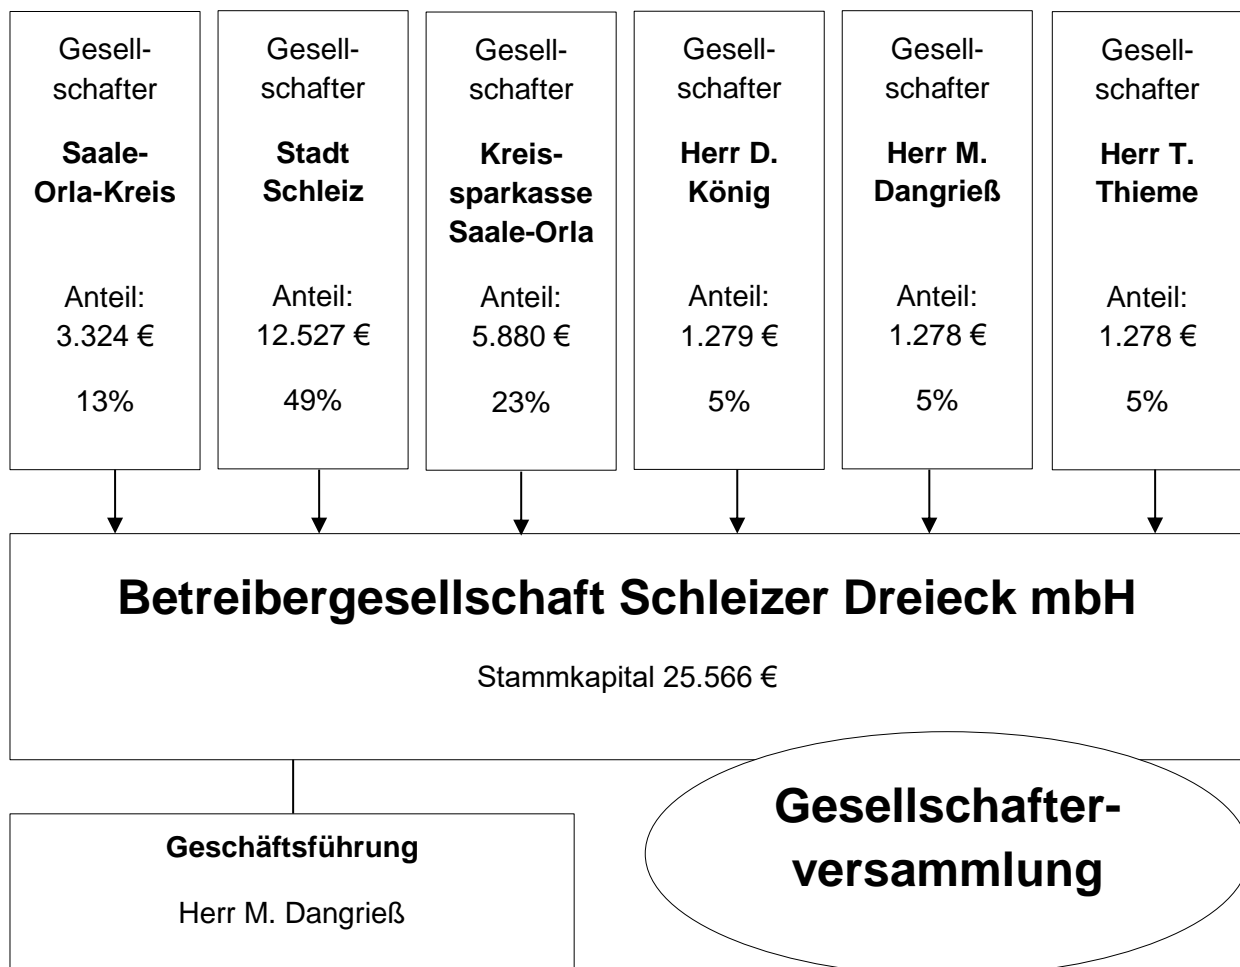 Gesell-
schafter
Saale-
Orla-Kreis
Anteil:
3.324 €
13%
Gesell-
schafter
Stadt
Schleiz
Anteil:
12.527 €
49%
Gesell-
schafter
Kreis-
sparkasse
Saale-Orla
Anteil:
5.880 €
23%
Gesell-
schafter
Herr D.
König
Anteil:
1.279 €
5%
Gesell-
schafter
Herr M.
Dangrieß
Anteil:
1.278 €
5%
Gesell-
schafter
Herr T.
Thieme
Anteil:
1.278 €
5%
Betreibergesellschaft Schleizer Dreieck mbH
Stammkapital 25.566 €
Geschäftsführung
Herr M. Dangrieß
Gesellschafter-
versammlung